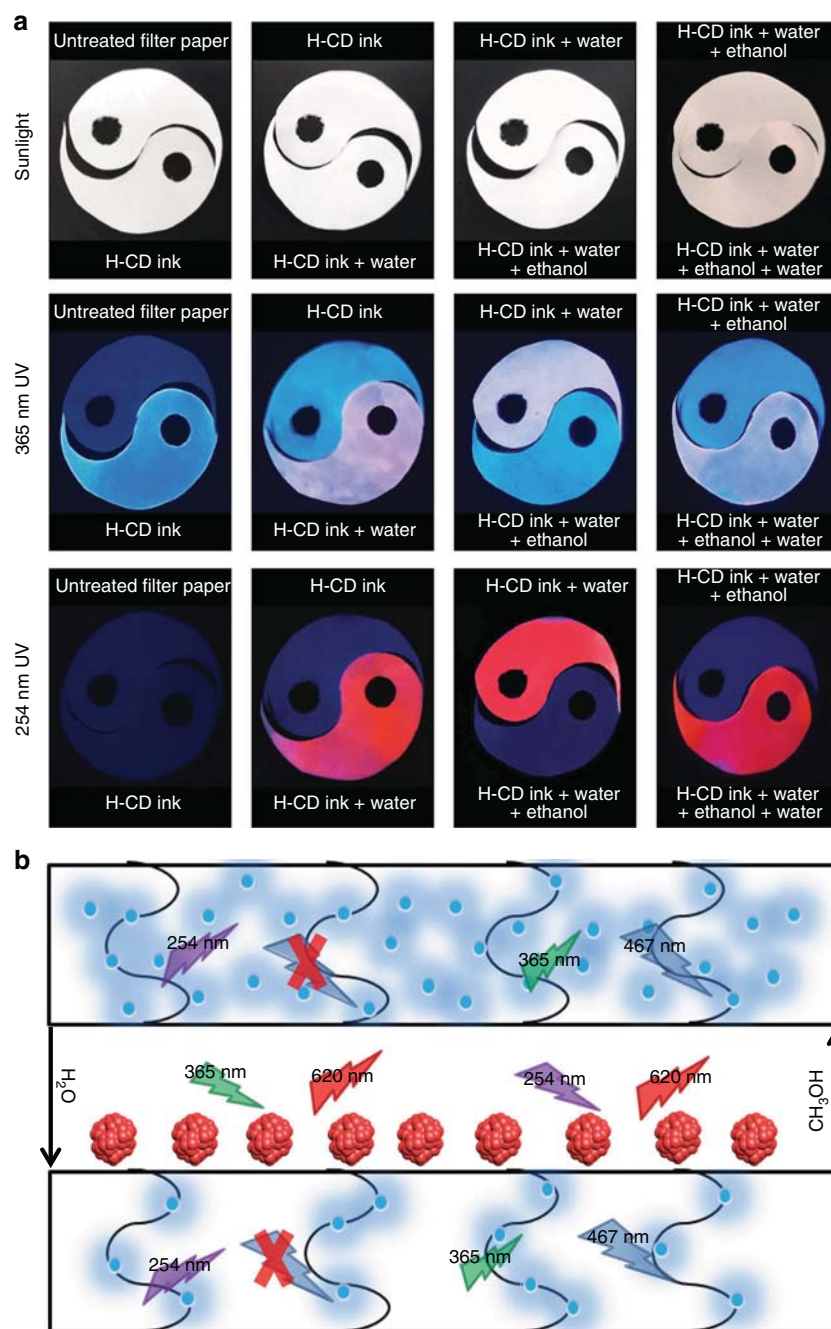 a
Sunlight
Untreated filter paper
H-CD ink
H-CD ink
H-CD ink + water
H-CD ink + water
H-CD ink + water
+ ethanol
H-CD ink + water
+ ethanol
H-CD ink + water
+ ethanol + water
365 nm UV
Untreated filter paper
H-CD ink
H-CD ink
H-CD ink + water
H-CD ink + water
H-CD ink + water
+ ethanol
H-CD ink + water
+ ethanol
H-CD ink + water
+ ethanol + water
254 nm UV
Untreated filter paper
H-CD ink
H-CD ink
H-CD ink + water
H-CD ink + water
H-CD ink + water
+ ethanol
H-CD ink + water
+ ethanol
H-CD ink + water
+ ethanol + water
b
254 nm
365 nm
467 nm
H₂O
365 nm
620 nm
254 nm
620 nm
CH₃OH
254 nm
365 nm
467 nm